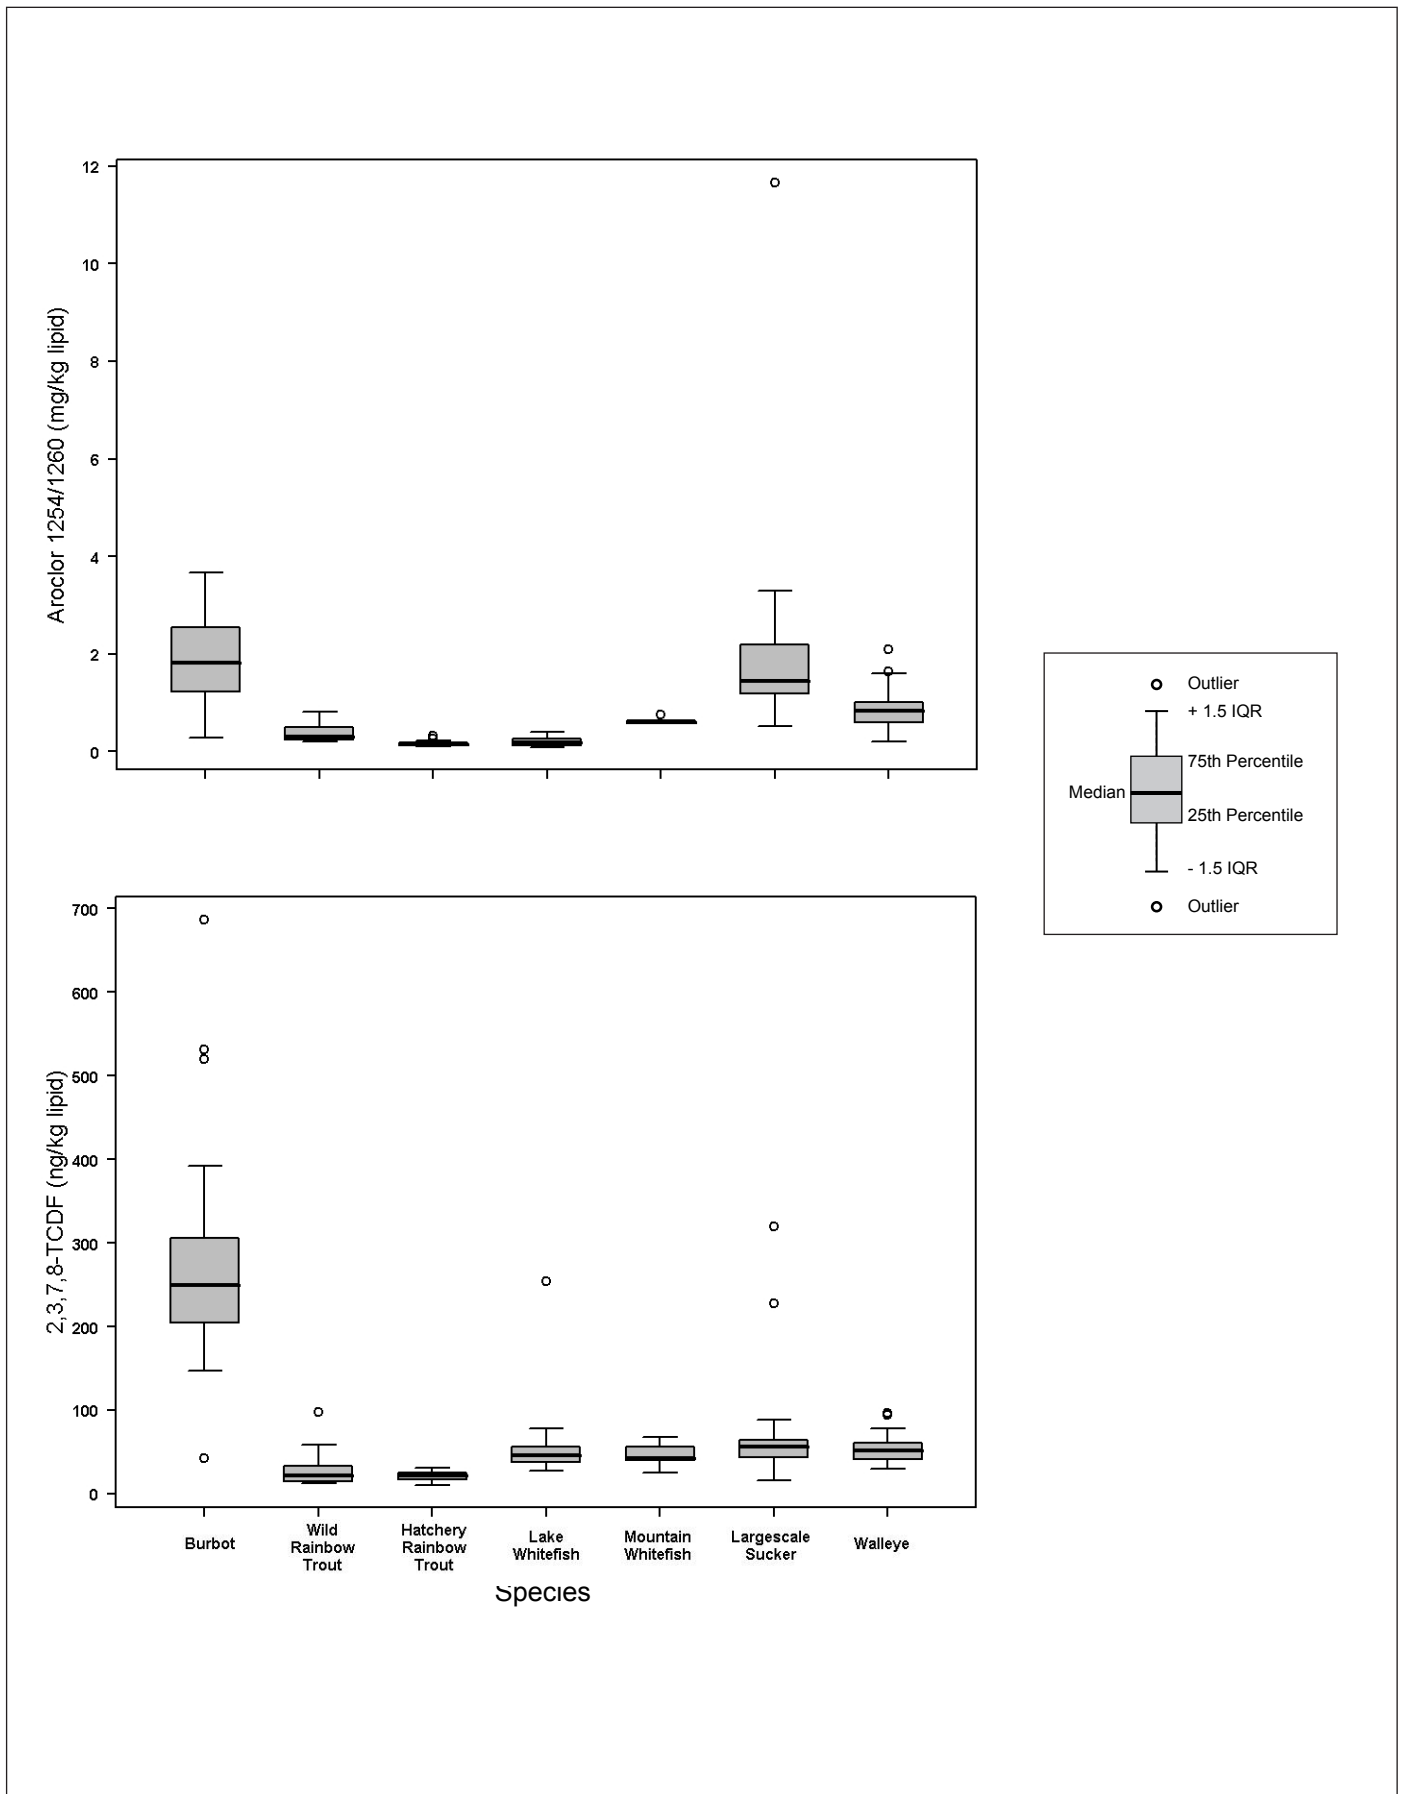 12
10
8
6
4
2
0
Aroclor 1254/1260 (mg/kg lipid)
Outlier
+ 1.5 IQR
75th Percentile
Median
25th Percentile
- 1.5 IQR
Outlier
700
600
500
400
300
200
100
0
2,3,7,8-TCDF (ng/kg lipid)
Burbot
Wild
Rainbow
Trout
Hatchery
Rainbow
Trout
Lake
Whitefish
Mountain
Whitefish
Largescale
Sucker
Walleye
Species